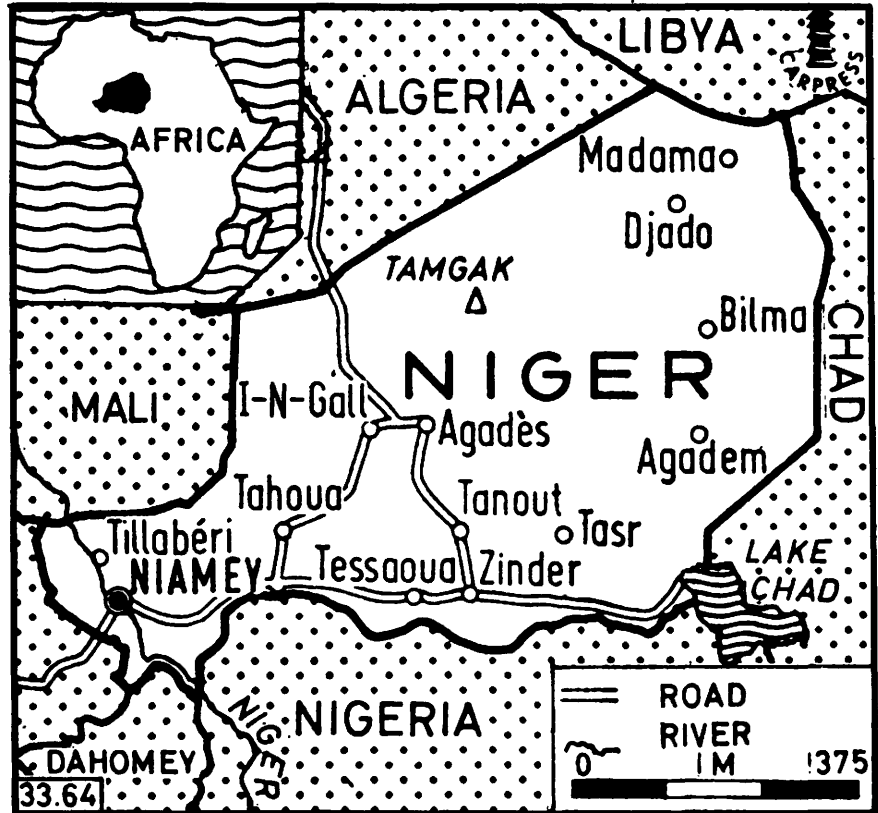 LIBYA
CARPRESS
ALGERIA
AFRICA
Madama
Djado
TAMGAK
Bilma
CHAD
NIGER
MALI
I-N-Gall
Agadès
Agadem
Tahoua
Tanout
Tasr
Tillabéri
NIAMEY
Tessaoua
Zinder
LAKE
CHAD
NIGER
NIGERIA
DAHOMEY
33.64
ROAD
RIVER
0 IM 375